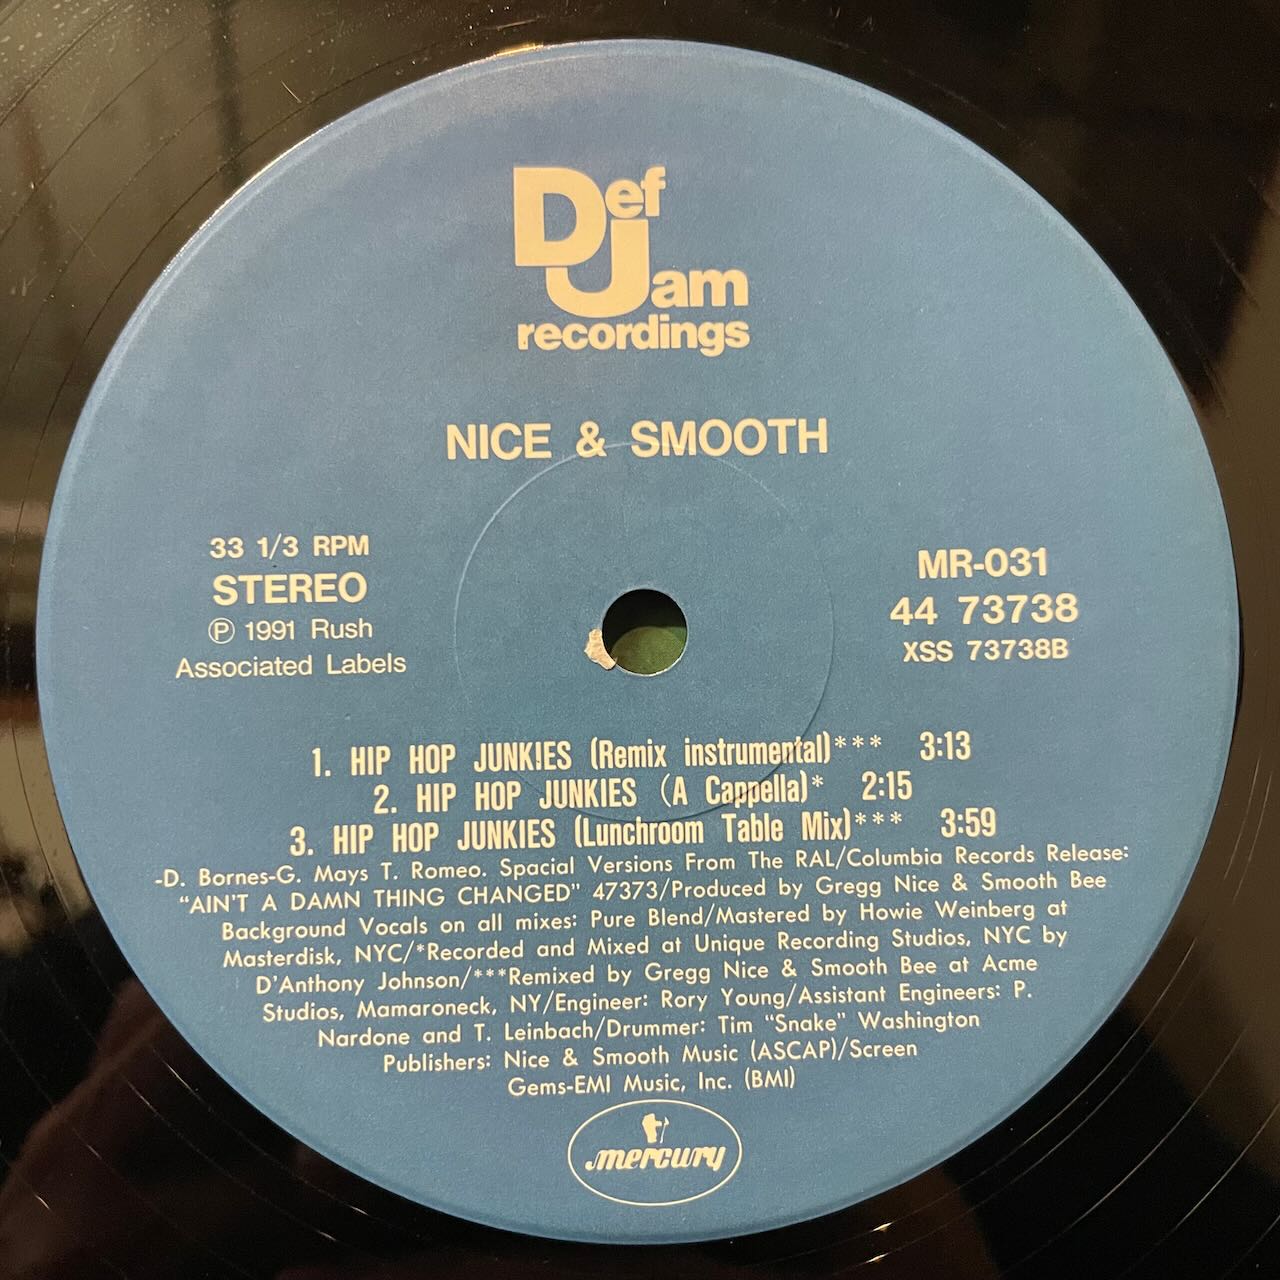 Def Jam
recordings
NICE & SMOOTH
33 1/3 RPM
STEREO
Ⓟ 1991 Rush
Associated Labels
MR-031
44 73738
XSS 73738B
1. HIP HOP JUNKIES (Remix instrumental)*** 3:13
2. HIP HOP JUNKIES (A Cappella)* 2:15
3. HIP HOP JUNKIES (Lunchroom Table Mix)*** 3:59
-D. Bornes-G. Mays T. Romeo. Spacial Versions From The RAL/Columbia Records Release:
"AIN'T A DAMN THING CHANGED" 47373/Produced by Gregg Nice & Smooth Bee
Background Vocals on all mixes: Pure Blend/Mastered by Howie Weinberg at
Masterdisk, NYC/*Recorded and Mixed at Unique Recording Studios, NYC by
D'Anthony Johnson/***Remixed by Gregg Nice & Smooth Bee at Acme
Studios, Mamaroneck, NY/Engineer: Rory Young/Assistant Engineers: P.
Nardone and T. Leinbach/Drummer: Tim "Snake" Washington
Publishers: Nice & Smooth Music (ASCAP)/Screen
Gems-EMI Music, Inc. (BMI)
mercury